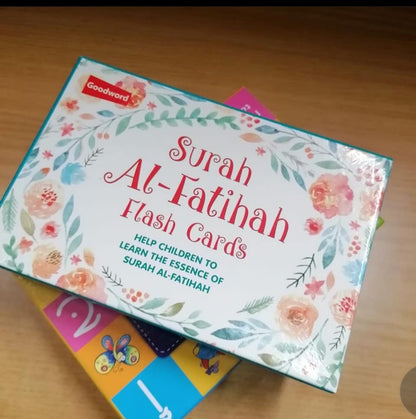 Goodword
Surah
Al-Fatihah
Flash Cards
HELP CHILDREN TO
LEARN THE ESSENCE OF
SURAH AL-FATIHAH